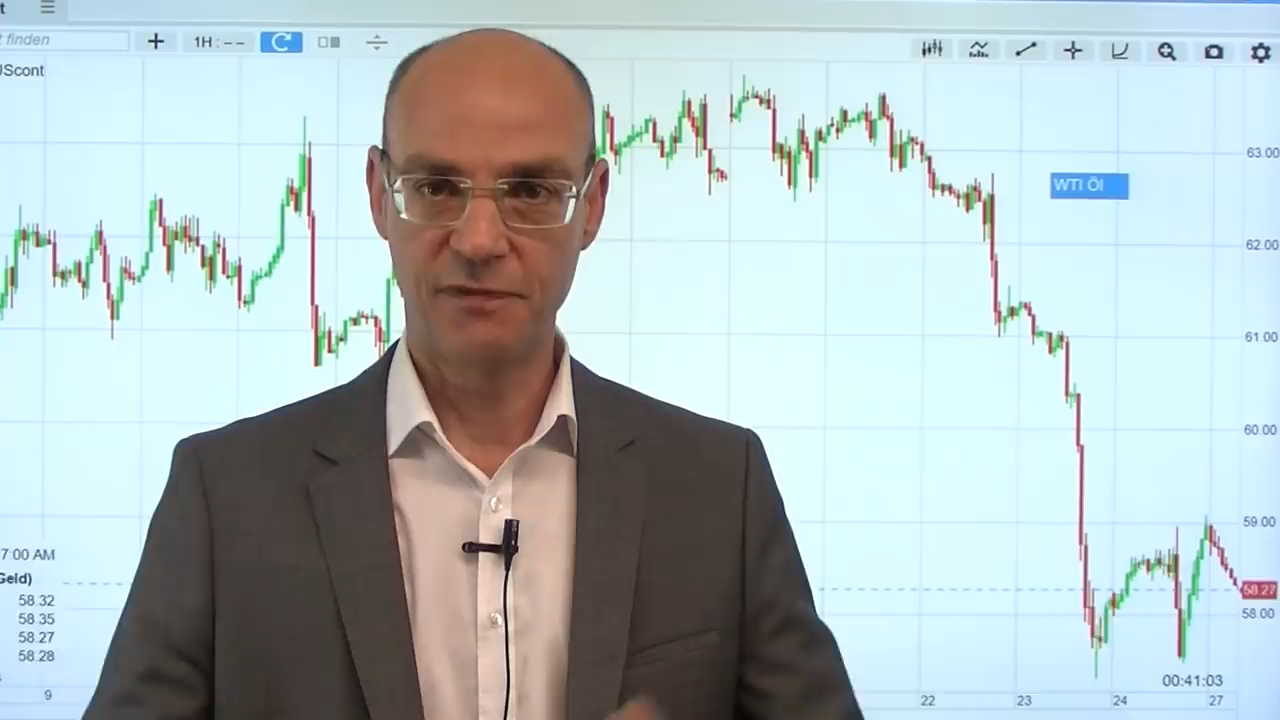 t
t finden
1H : – –
UScont
63.00
WTI Öl
62.00
61.00
60.00
59.00
7:00 AM
Geld)
58.27
58.32
58.35
58.00
58.27
58.28
00:41:03
9
22
23
24
27